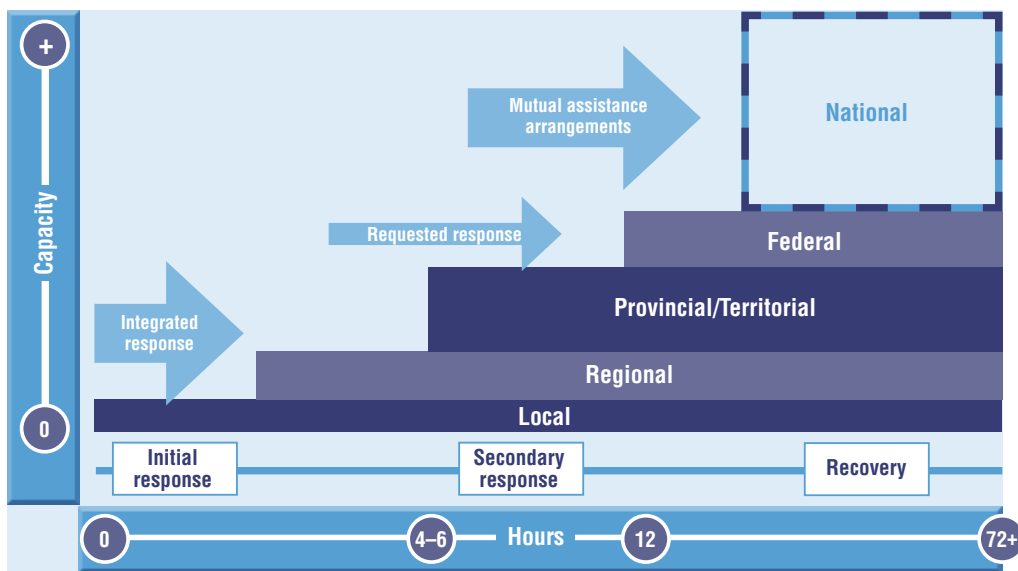 +
Capacity
0
National
Mutual assistance
arrangements
Requested response
Federal
Provincial/Territorial
Integrated
response
Regional
Local
Initial
response
Secondary
response
Recovery
0
4–6
Hours
12
72+